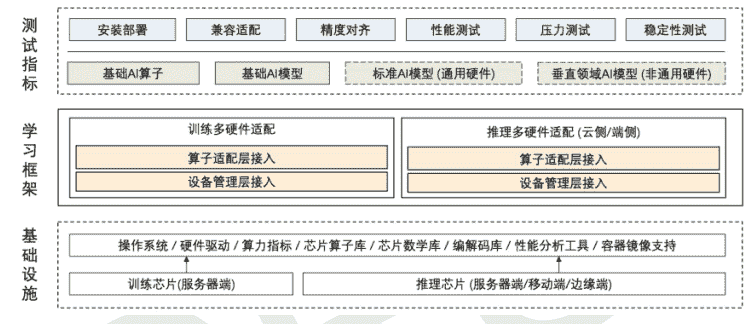 测试指标
安装部署 兼容适配 精度对齐 性能测试 压力测试 稳定性测试
基础AI算子 基础AI模型 标准AI模型 (通用硬件) 垂直领域AI模型 (非通用硬件)
学习框架
训练多硬件适配 推理多硬件适配 (云侧/端侧)
算子适配层接入 算子适配层接入
设备管理层接入 设备管理层接入
基础设施
操作系统 / 硬件驱动 / 算力指标 / 芯片算子库 / 芯片数学库 / 编解码库 / 性能分析工具 / 容器镜像支持
训练芯片(服务器端) 推理芯片 (服务器端/移动端/边缘端)